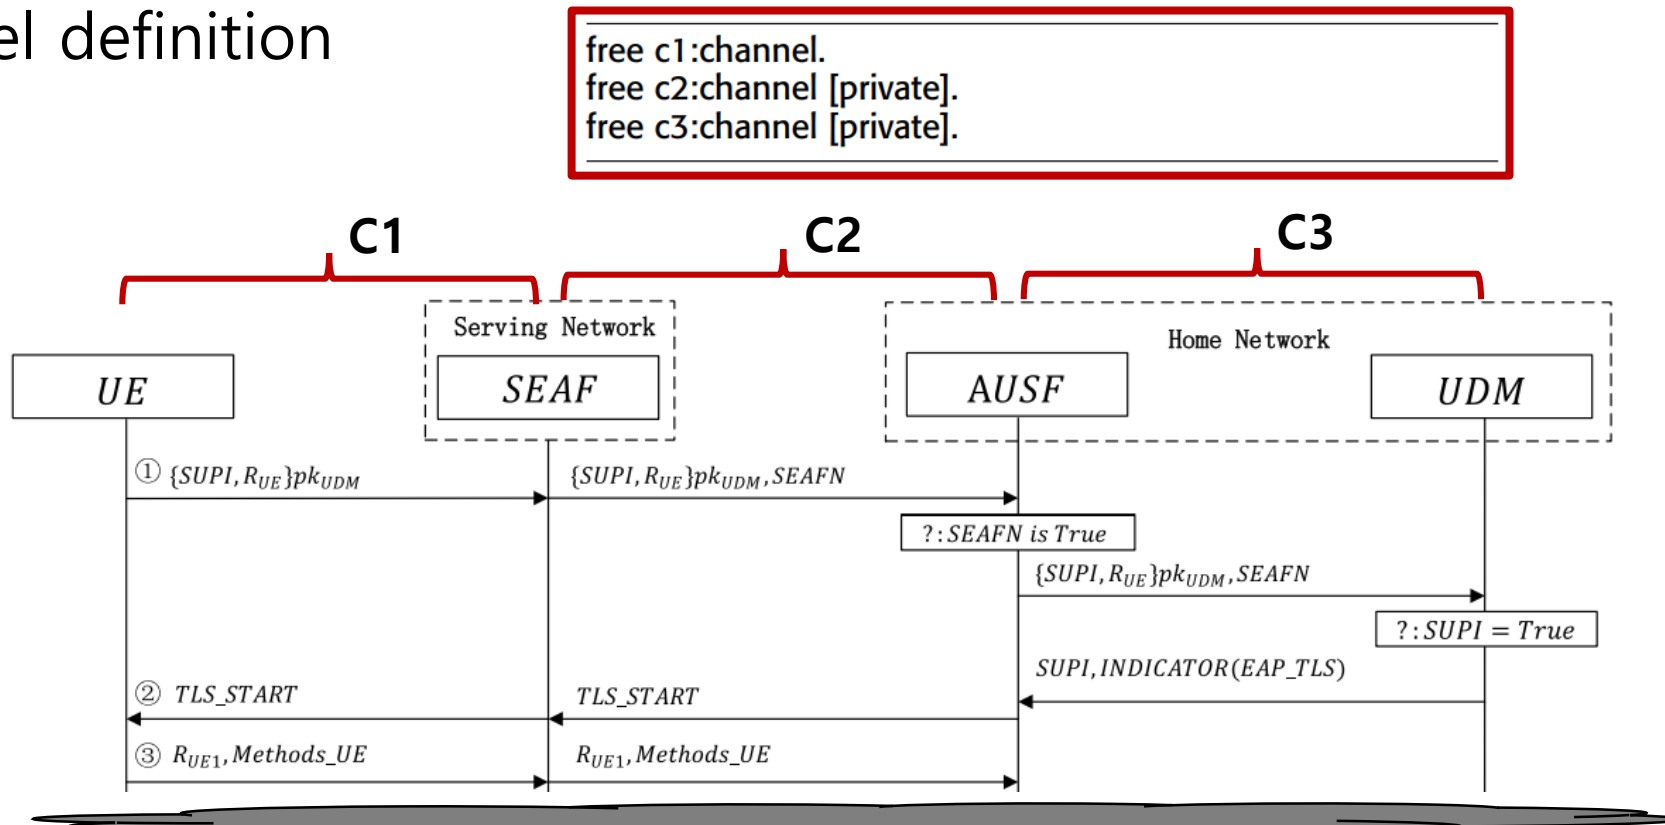 el definition
free c1:channel.
free c2:channel [private].
free c3:channel [private].
C1
C2
C3
Serving Network
Home Network
UE
SEAF
AUSF
UDM
① {SUPI, R_UE}pk_UDM
{SUPI, R_UE}pk_UDM, SEAFN
?: SEAFN is True
{SUPI, R_UE}pk_UDM, SEAFN
?: SUPI = True
SUPI, INDICATOR(EAP_TLS)
② TLS_START
TLS_START
③ R_UE1, Methods_UE
R_UE1, Methods_UE